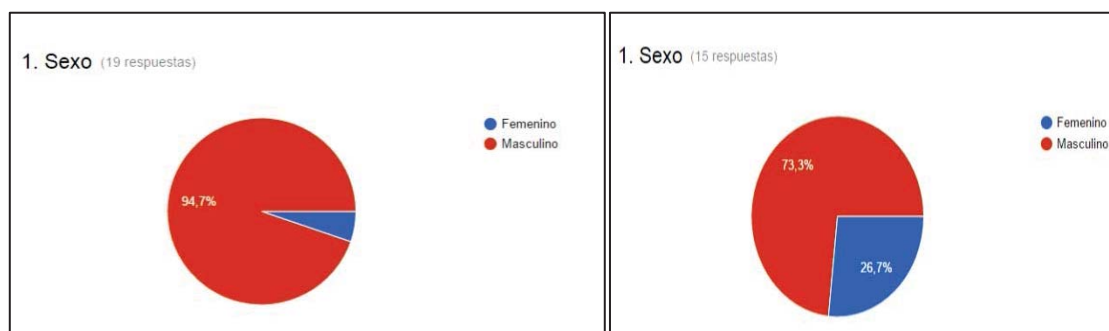 1. Sexo (19 respuestas)
Femenino
Masculino
94,7%
1. Sexo (15 respuestas)
Femenino
Masculino
73,3%
26,7%